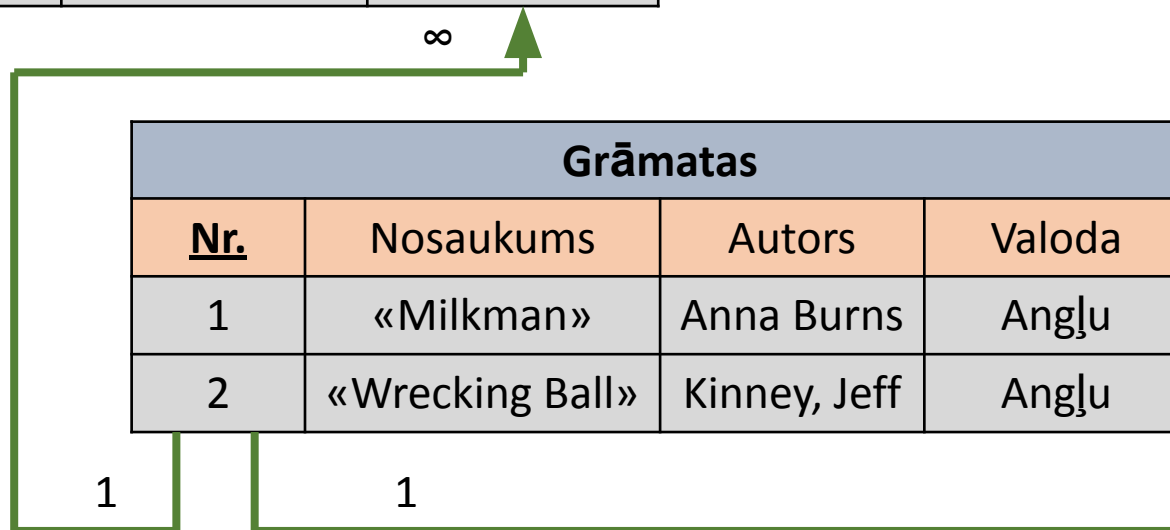 ∞
Grāmatas
Nr. Nosaukums Autors Valoda
1 «Milkman» Anna Burns Angļu
2 «Wrecking Ball» Kinney, Jeff Angļu
1 1